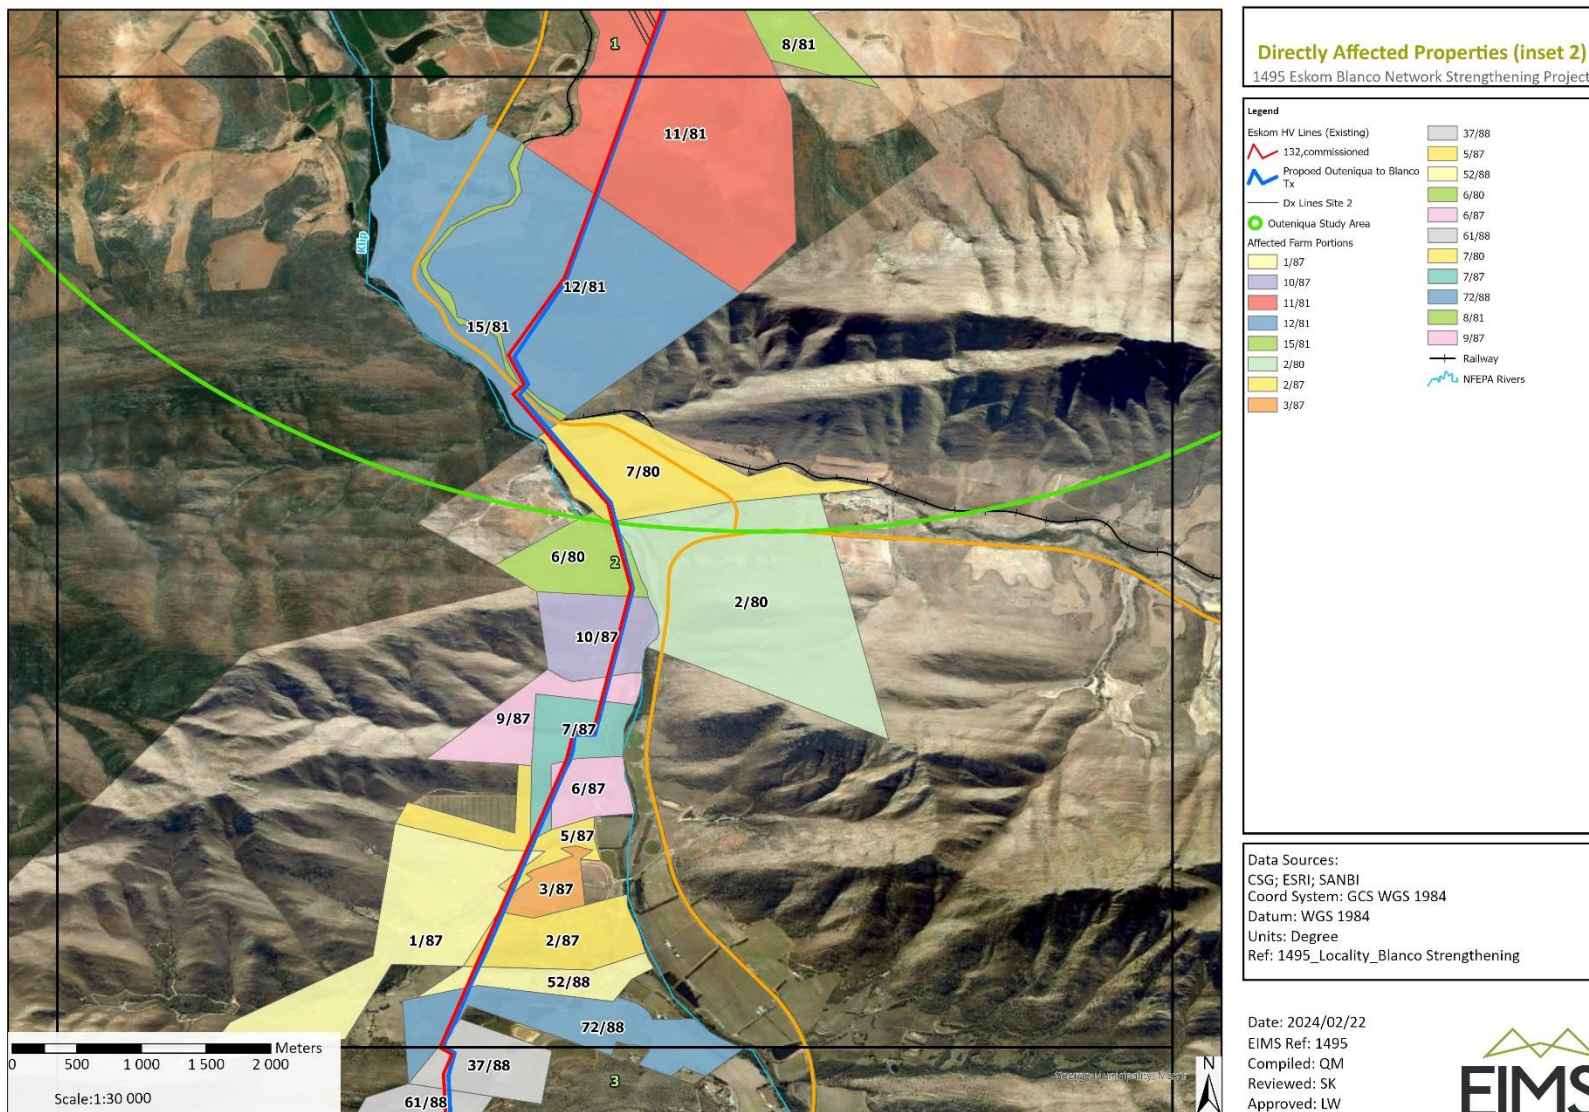 Directly Affected Properties (inset 2)
1495 Eskom Blanco Network Strengthening Project
Legend
Eskom HV Lines (Existing)
132,commissioned
Propoed Outeniqua to Blanco
Tx
Dx Lines Site 2
Outeniqua Study Area
Affected Farm Portions
1/87
10/87
11/81
12/81
15/81
2/80
2/87
3/87
37/88
5/87
52/88
6/80
6/87
61/88
7/80
7/87
72/88
8/81
9/87
Railway
NFEPA Rivers
1
8/81
11/81
Klip
12/81
15/81
7/80
6/80
2
2/80
10/87
9/87
7/87
6/87
5/87
3/87
1/87
2/87
52/88
72/88
37/88
3
61/88
Meters
0 500 1 000 1 500 2 000
Scale:1:30 000
N
Data Sources:
CSG; ESRI; SANBI
Coord System: GCS WGS 1984
Datum: WGS 1984
Units: Degree
Ref: 1495_Locality_Blanco Strengthening
Date: 2024/02/22
EIMS Ref: 1495
Compiled: QM
Reviewed: SK
Approved: LW
EIMS